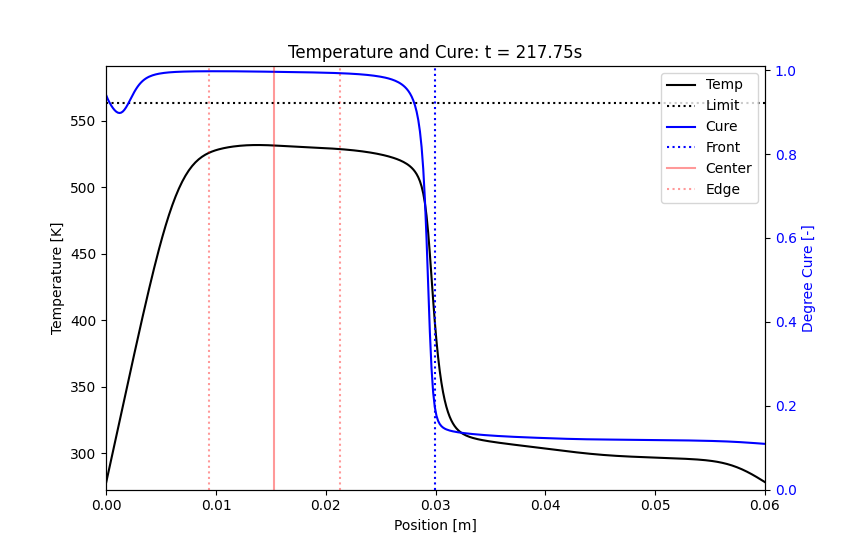 Temperature and Cure: t = 217.75s
Temperature [K]
550
500
450
400
350
300
1.0
0.8
0.6
0.4
0.2
0.0
Degree Cure [-]
Temp
Limit
Cure
Front
Center
Edge
0.00 0.01 0.02 0.03 0.04 0.05 0.06
Position [m]